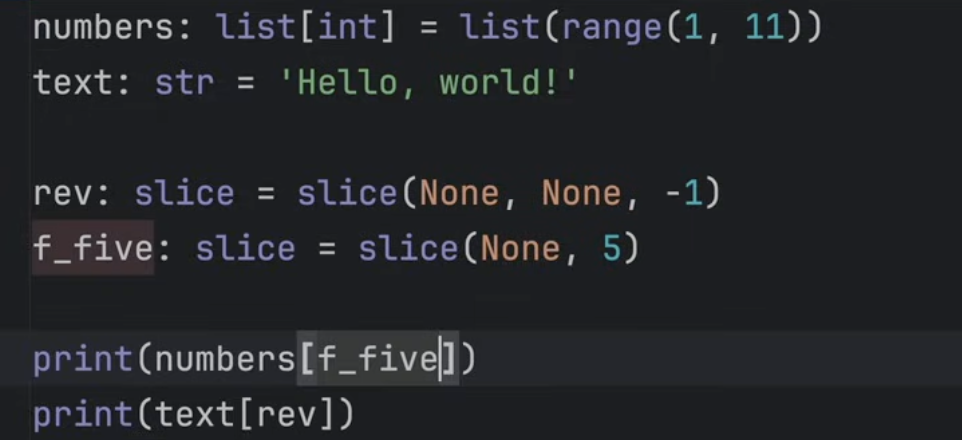 numbers: list[int] = list(range(1, 11))
text: str = 'Hello, world!'
rev: slice = slice(None, None, -1)
f_five: slice = slice(None, 5)
print(numbers[f_five])
print(text[rev])